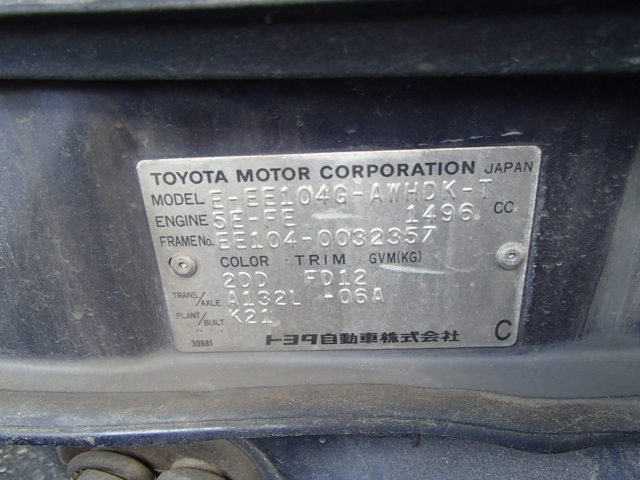 TOYOTA MOTOR CORPORATION JAPAN
MODEL E-EE104G-AWHDK-T
ENGINE 5E-FE 1496 CC
FRAME No. EE104-0032357
COLOR · TRIM GVM(KG)
2DD FD12
TRANS./AXLE A132L -06A
PLANT/BUILT K21
30881 トヨタ自動車株式会社 C